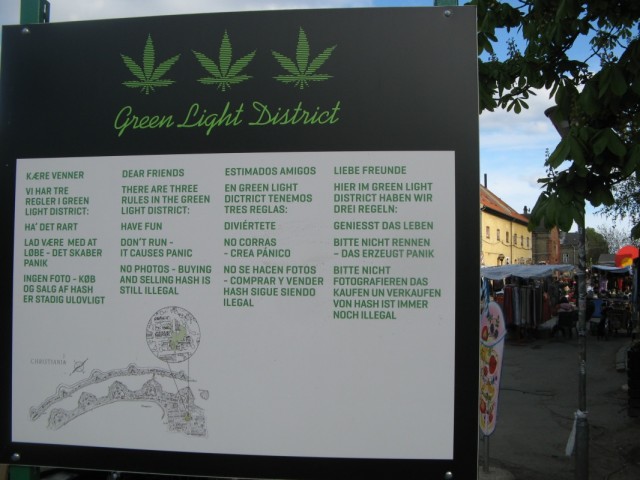 Green Light District
KÆRE VENNER
VI HAR TRE
REGLER I GREEN
LIGHT DISTRICT:
HA' DET RART
LAD VÆRE MED AT
LØBE - DET SKABER
PANIK
INGEN FOTO - KØB
OG SALG AF HASH
ER STADIG ULOVLIGT
DEAR FRIENDS
THERE ARE THREE
RULES IN THE GREEN
LIGHT DISTRICT:
HAVE FUN
DON'T RUN -
IT CAUSES PANIC
NO PHOTOS - BUYING
AND SELLING HASH IS
STILL ILLEGAL
ESTIMADOS AMIGOS
EN GREEN LIGHT
DICTRICT TENEMOS
TRES REGLAS:
DIVIÉRTETE
NO CORRÁS
- CREA PÁNICO
NO SE HACEN FOTOS
- COMPRAR Y VENDER
HASH SIGUE SIENDO
ILEGAL
LIEBE FREUNDE
HIER IM GREEN LIGHT
DISTRICT HABEN WIR
DREI REGELN:
GENIESST DAS LEBEN
BITTE NICHT RENNEN
- DAS ERZEUGT PANIK
BITTE NICHT
FOTOGRAFIEREN DAS
KAUFEN UN VERKAUFEN
VON HASH IST IMMER
NOCH ILLEGAL
CHRISTIANIA